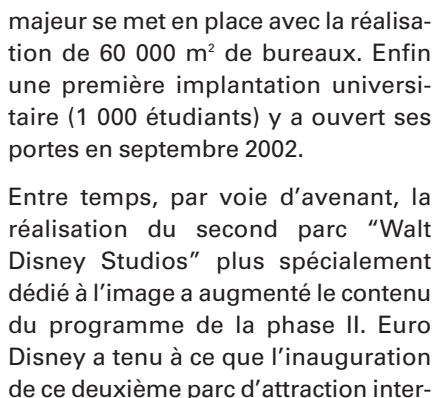 majeur se met en place avec la réalisa-
tion de 60 000 m² de bureaux. Enfin
une première implantation universi-
taire (1 000 étudiants) y a ouvert ses
portes en septembre 2002.
Entre temps, par voie d'avenant, la
réalisation du second parc “Walt
Disney Studios” plus spécialement
dédié à l'image a augmenté le contenu
du programme de la phase II. Euro
Disney a tenu à ce que l'inauguration
de ce deuxième parc d'attraction inter-